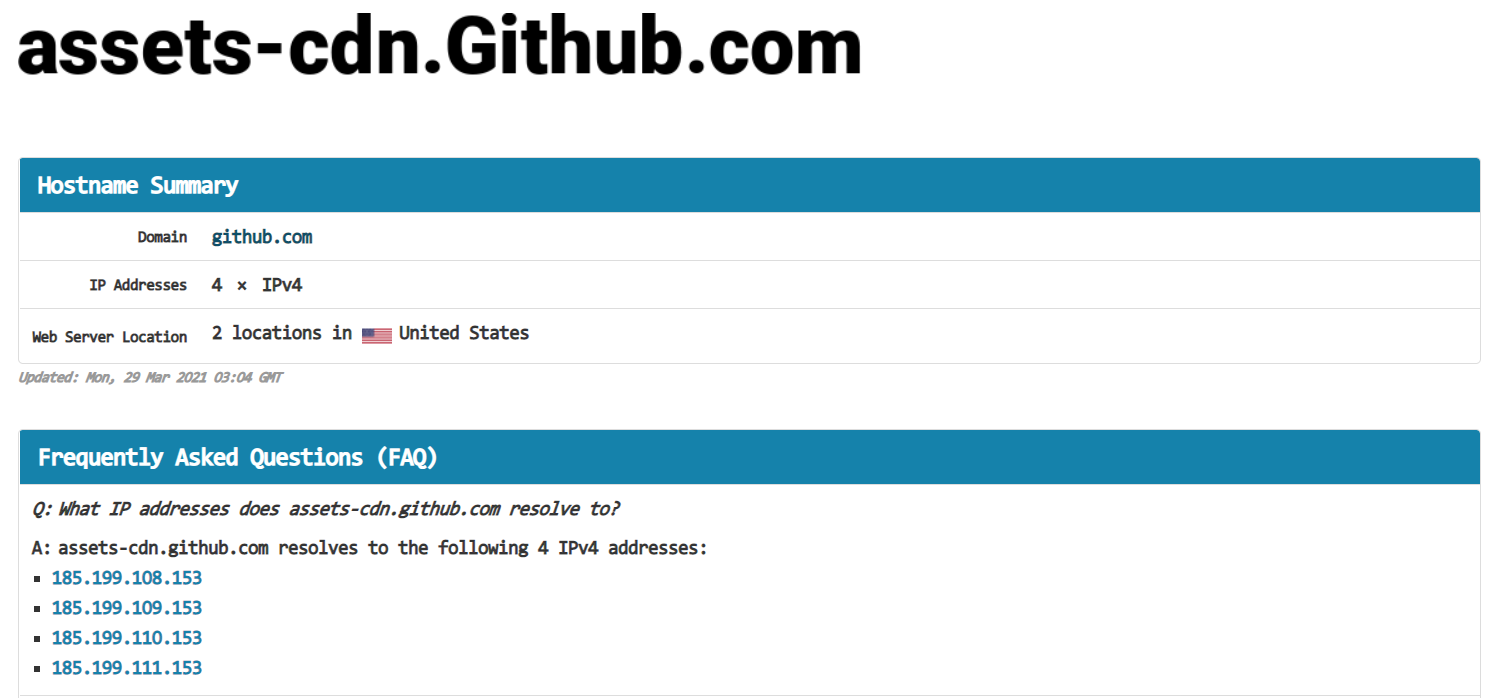 assets-cdn.Github.com
Hostname Summary
Domain github.com
IP Addresses 4 × IPv4
Web Server Location 2 locations in United States
Updated: Mon, 29 Mar 2021 03:04 GMT
Frequently Asked Questions (FAQ)
Q: What IP addresses does assets-cdn.github.com resolve to?
A: assets-cdn.github.com resolves to the following 4 IPv4 addresses:
▪ 185.199.108.153
▪ 185.199.109.153
▪ 185.199.110.153
▪ 185.199.111.153